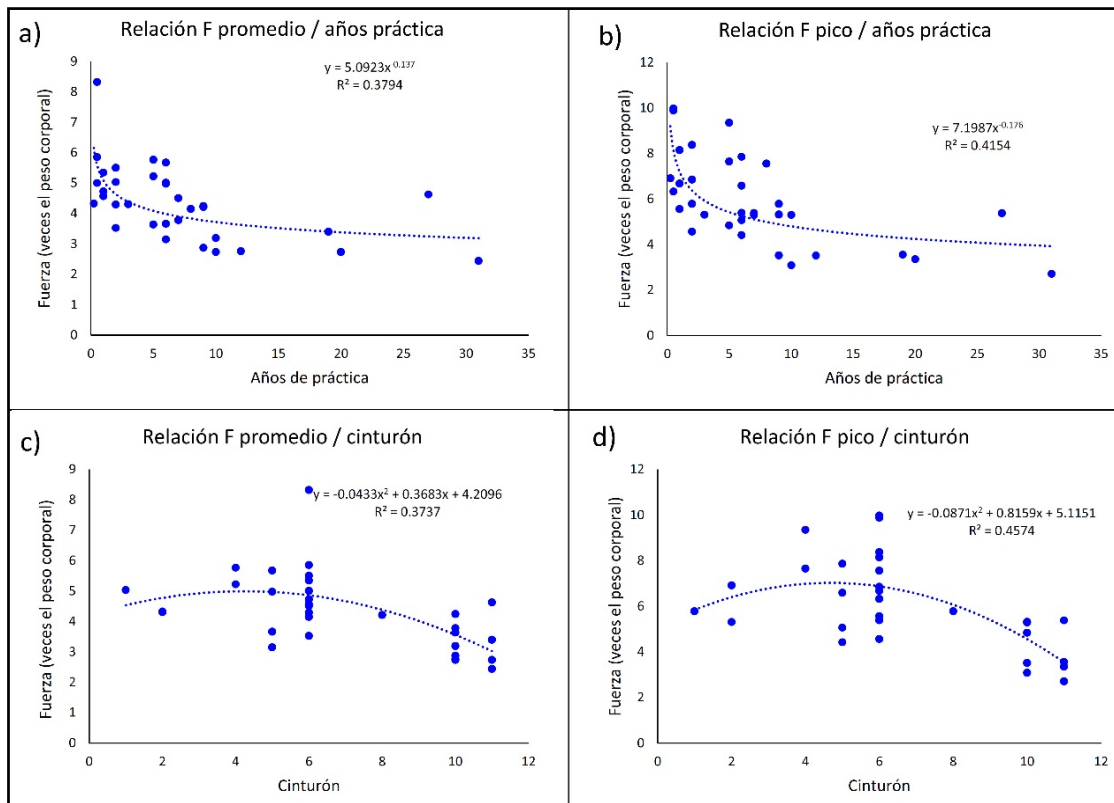 a)
Relación F promedio / años práctica
y = 5.0923x^-0.137
R² = 0.3794
Fuerza (veces el peso corporal)
9
8
7
6
5
4
3
2
1
0
0 5 10 15 20 25 30 35
Años de práctica
b)
Relación F pico / años práctica
y = 7.1987x^-0.176
R² = 0.4154
Fuerza (veces el peso corporal)
12
10
8
6
4
2
0
0 5 10 15 20 25 30 35
Años de práctica
c)
Relación F promedio / cinturón
y = -0.0433x² + 0.3683x + 4.2096
R² = 0.3737
Fuerza (veces el peso corporal)
9
8
7
6
5
4
3
2
1
0
0 2 4 6 8 10 12
Cinturón
d)
Relación F pico / cinturón
y = -0.0871x² + 0.8159x + 5.1151
R² = 0.4574
Fuerza (veces el peso corporal)
12
10
8
6
4
2
0
0 2 4 6 8 10 12
Cinturón